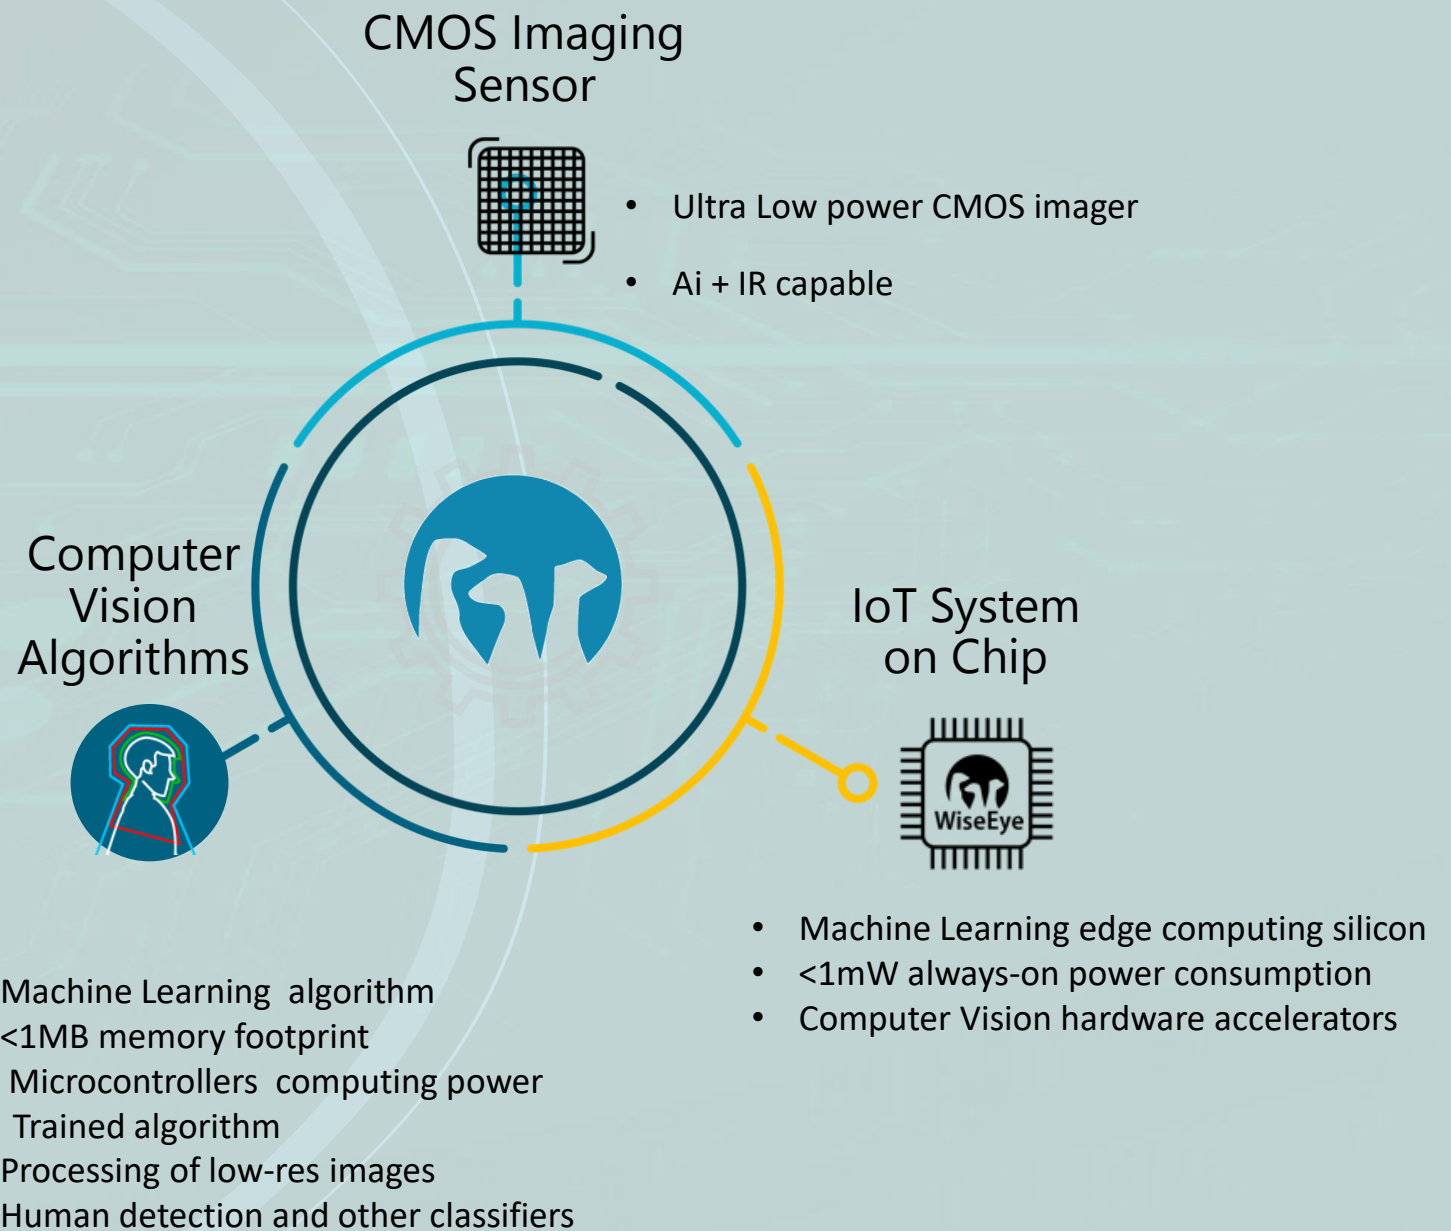 CMOS Imaging
Sensor
• Ultra Low power CMOS imager
• Ai + IR capable
Computer
Vision
Algorithms
IoT System
on Chip
WiseEye
• Machine Learning edge computing silicon
• <1mW always-on power consumption
• Computer Vision hardware accelerators
Machine Learning algorithm
<1MB memory footprint
Microcontrollers computing power
Trained algorithm
Processing of low-res images
Human detection and other classifiers